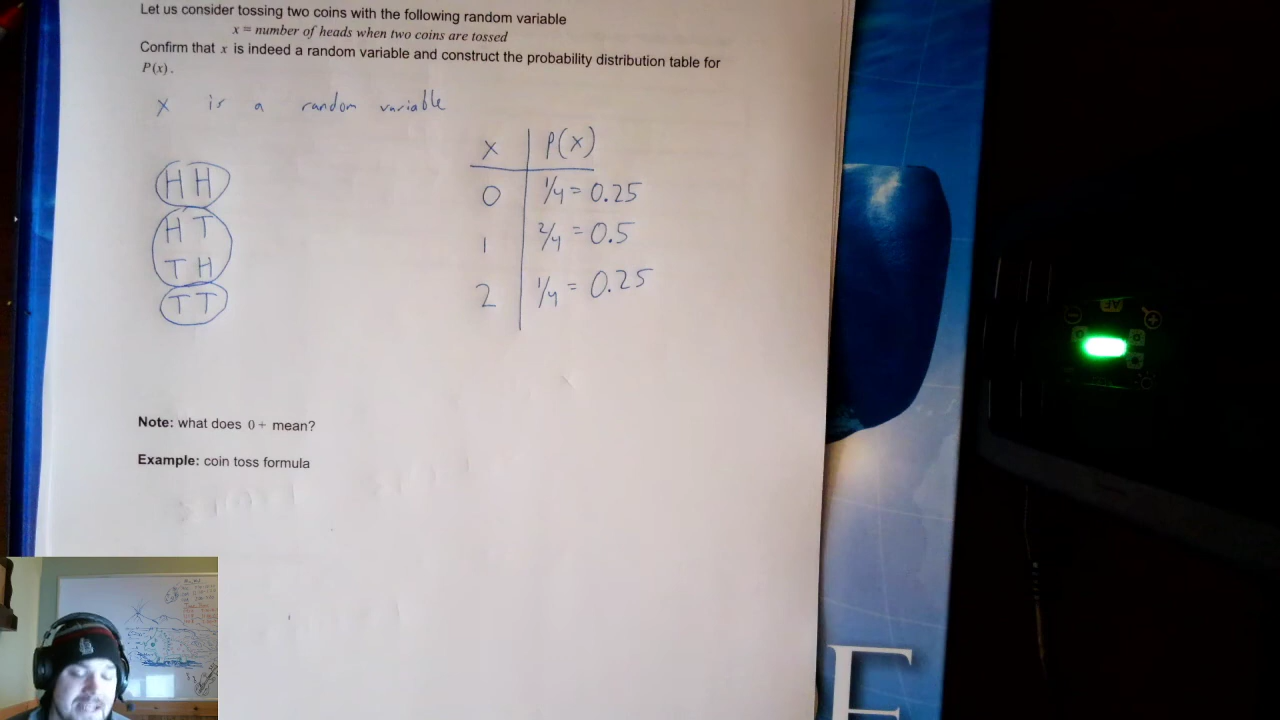 Let us consider tossing two coins with the following random variable
x = number of heads when two coins are tossed
Confirm that x is indeed a random variable and construct the probability distribution table for
P(x).
x is a random variable
x P(x)
HH
0 1/4 = 0.25
HT
1 2/4 = 0.5
TH
2 1/4 = 0.25
TT
Note: what does 0+ mean?
Example: coin toss formula
AF
E